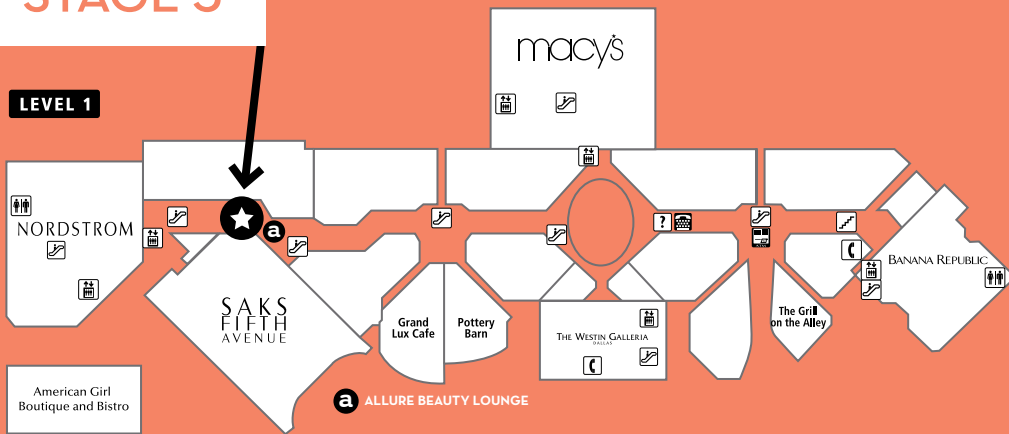 STAGE 3
LEVEL 1
macy's
NORDSTROM
a
?
BANANA REPUBLIC
SAKS
FIFTH
AVENUE
Grand
Lux Cafe
Pottery
Barn
The Grill
on the Alley
THE WESTIN GALLERIA
DALLAS
American Girl
Boutique and Bistro
a ALLURE BEAUTY LOUNGE